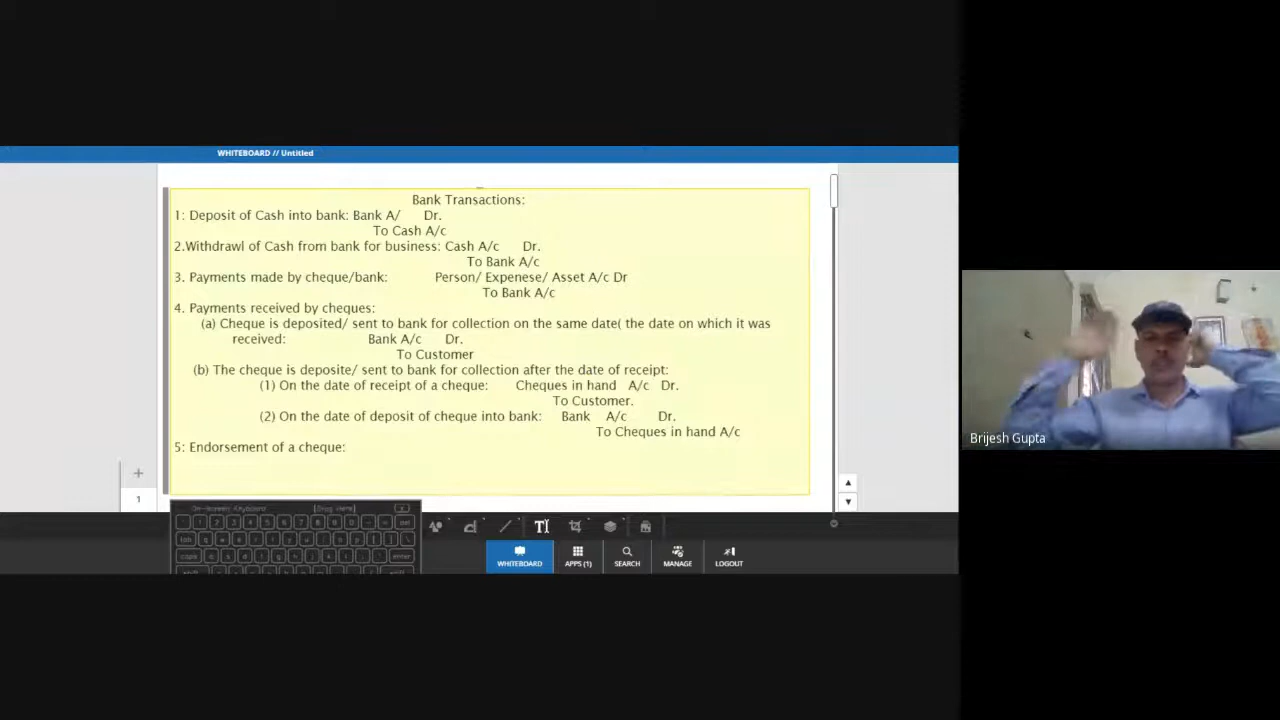 WHITEBOARD // Untitled
Bank Transactions:
1: Deposit of Cash into bank: Bank A/ Dr.
To Cash A/c
2.Withdrawl of Cash from bank for business: Cash A/c Dr.
To Bank A/c
3. Payments made by cheque/bank: Person/ Expenese/ Asset A/c Dr
To Bank A/c
4. Payments received by cheques:
(a) Cheque is deposited/ sent to bank for collection on the same date( the date on which it was
received: Bank A/c Dr.
To Customer
(b) The cheque is deposite/ sent to bank for collection after the date of receipt:
(1) On the date of receipt of a cheque: Cheques in hand A/c Dr.
To Customer.
(2) On the date of deposit of cheque into bank: Bank A/c Dr.
To Cheques in hand A/c
5: Endorsement of a cheque:
Brijesh Gupta
1
On-Screen Keyboard
WHITEBOARD APPS (1) SEARCH MANAGE LOGOUT